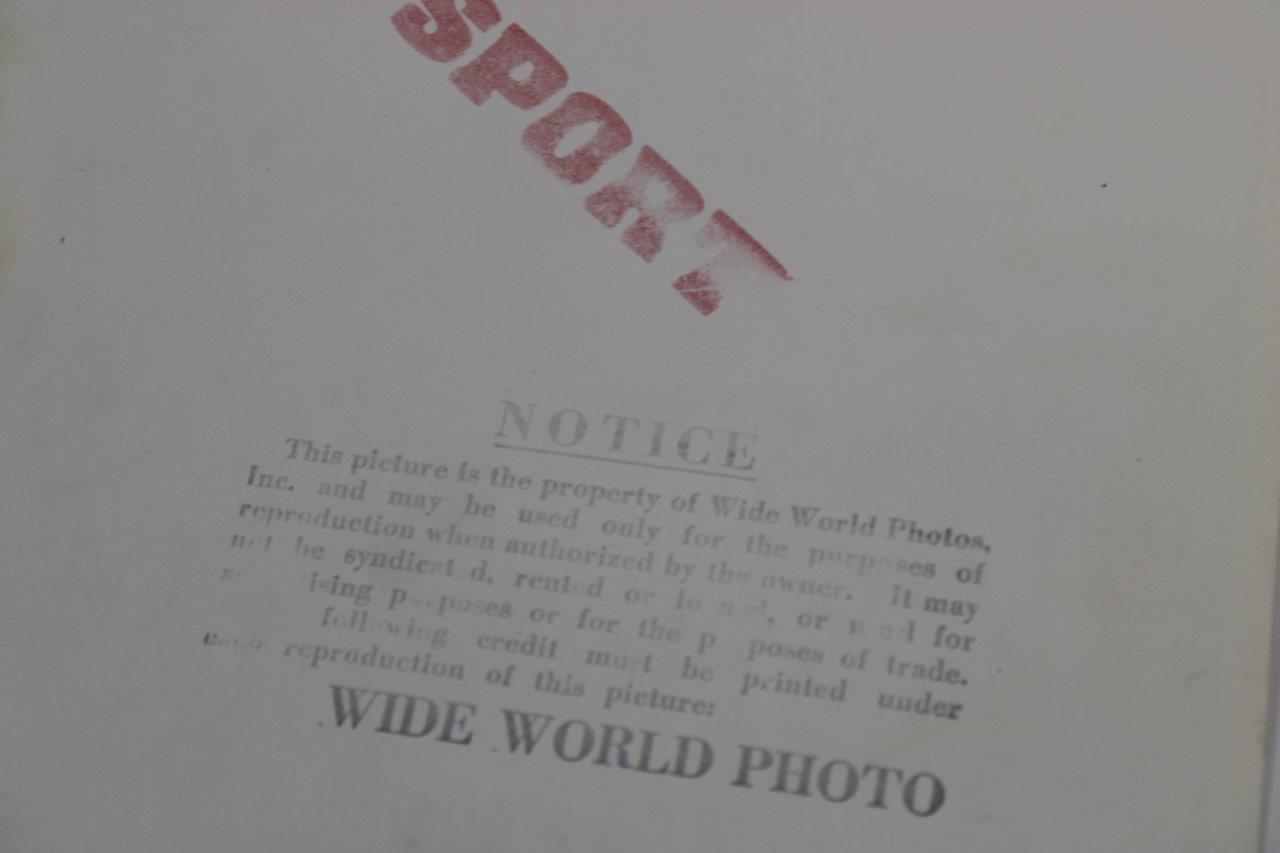 SPORT
NOTICE
This picture is the property of Wide World Photos,
Inc. and may be used only for the purposes of
reproduction when authorized by the owner. It may
not be syndicated, rented or loaned, or used for
purposes or for the purposes of trade.
following credit must be printed under
reproduction of this picture:
WIDE WORLD PHOTO